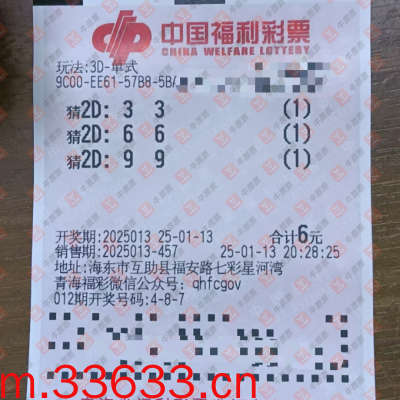 中国福利彩票
CHINA WELFARE LOTTERY
玩法:3D-单式
9C00-EE61-57B8-5B/
猜2D: 3 3 (1)
猜2D: 6 6 (1)
猜2D: 9 9 (1)
开奖期:2025013 25-01-13 合计6元
销售期:2025013-457 25-01-13 20:28:25
地址:海东市互助县福安路七彩星河湾
青海福彩微信公众号: qhfcgov
012期开奖号码:4-8-7
m.33633.cn